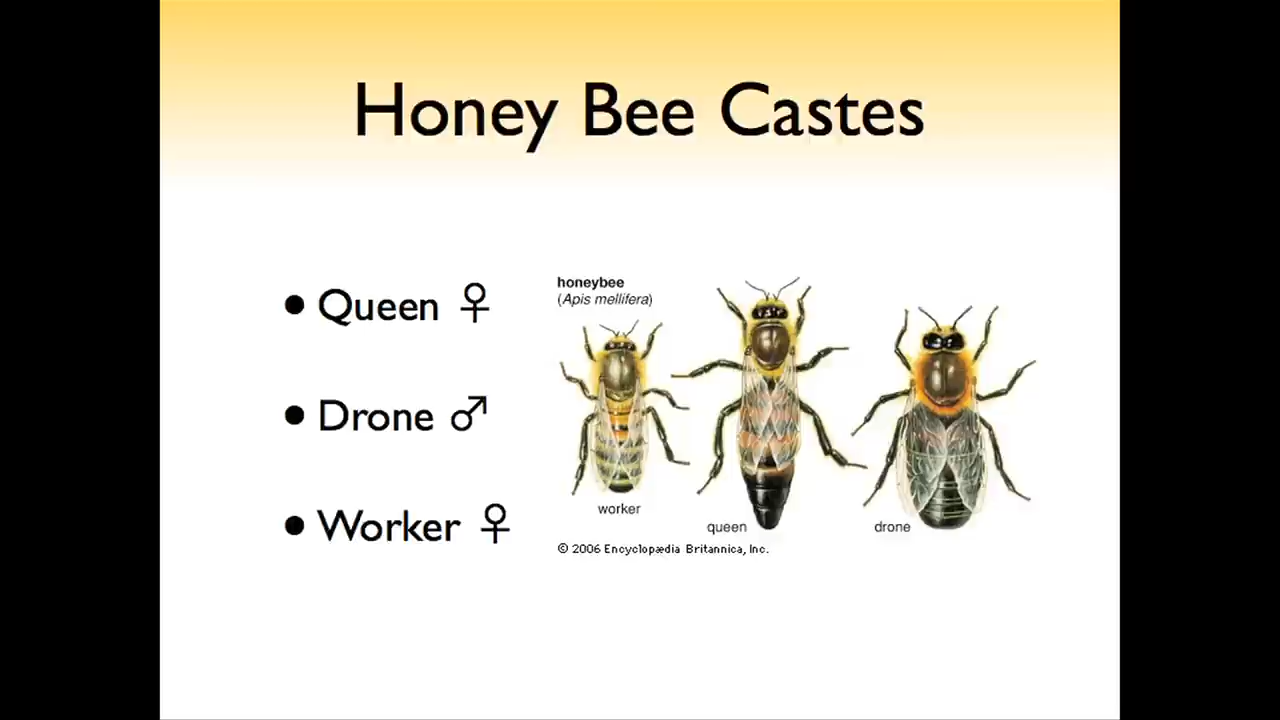 Honey Bee Castes
• Queen ♀
• Drone ♂
• Worker ♀
honeybee
(Apis mellifera)
worker
queen
drone
© 2006 Encyclopædia Britannica, Inc.